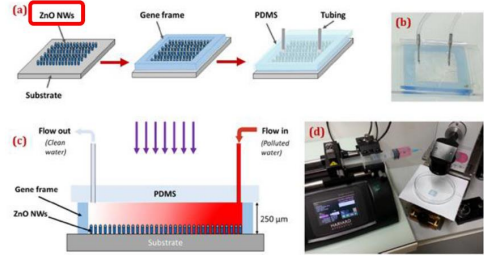 (a)
ZnO NWs
Gene frame
PDMS
Tubing
Substrate
(b)
(c)
Flow out
(Clean
water)
Flow in
(Polluted
water)
Gene frame
PDMS
ZnO NWs
250 µm
Substrate
(d)